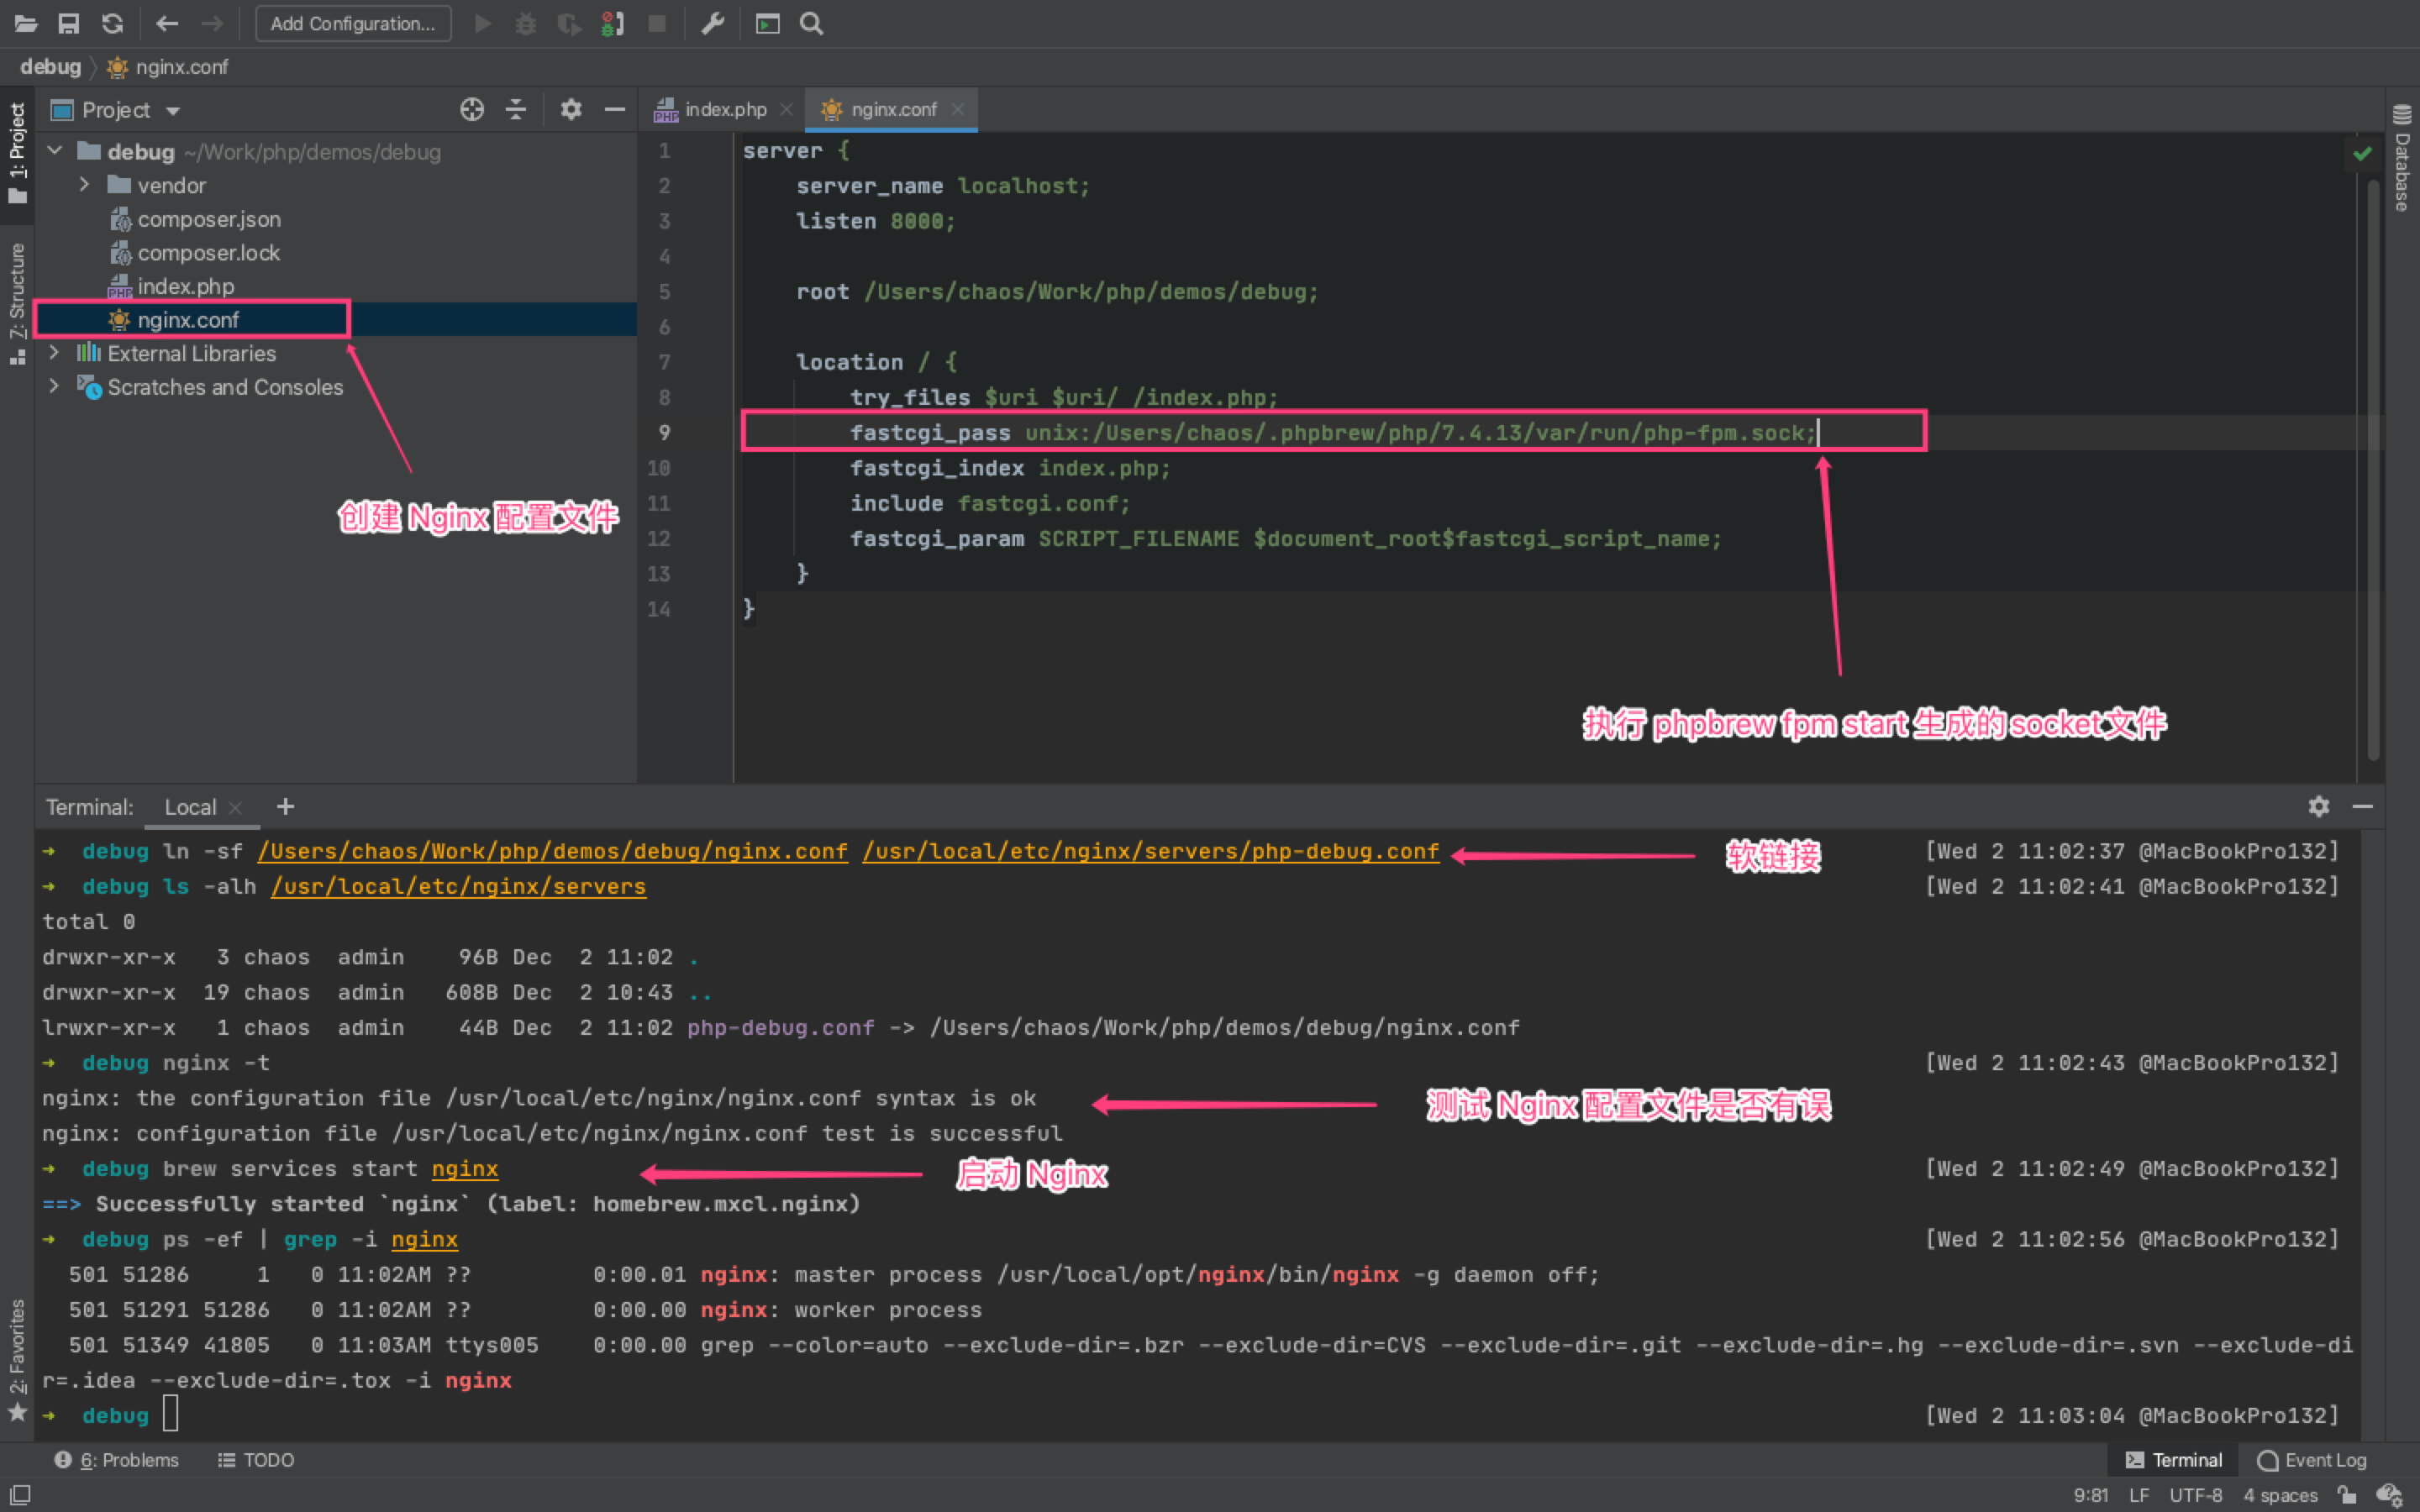 Add Configuration...
debug nginx.conf
1: Project
7: Structure
2: Favorites
Database
Project
debug ~/Work/php/demos/debug
vendor
composer.json
composer.lock
index.php
nginx.conf
External Libraries
Scratches and Consoles
创建 Nginx 配置文件
index.php nginx.conf
1 server {
2 server_name localhost;
3 listen 8000;
4
5 root /Users/chaos/Work/php/demos/debug;
6
7 location / {
8 try_files $uri $uri/ /index.php;
9 fastcgi_pass unix:/Users/chaos/.phpbrew/php/7.4.13/var/run/php-fpm.sock;
10 fastcgi_index index.php;
11 include fastcgi.conf;
12 fastcgi_param SCRIPT_FILENAME $document_root$fastcgi_script_name;
13 }
14 }
执行 phpbrew fpm start 生成的 socket 文件
Terminal: Local
➜ debug ln -sf /Users/chaos/Work/php/demos/debug/nginx.conf /usr/local/etc/nginx/servers/php-debug.conf 软链接 [Wed 2 11:02:37 @MacBookPro132]
➜ debug ls -alh /usr/local/etc/nginx/servers [Wed 2 11:02:41 @MacBookPro132]
total 0
drwxr-xr-x 3 chaos admin 96B Dec 2 11:02 .
drwxr-xr-x 19 chaos admin 608B Dec 2 10:43 ..
lrwxr-xr-x 1 chaos admin 44B Dec 2 11:02 php-debug.conf -> /Users/chaos/Work/php/demos/debug/nginx.conf
➜ debug nginx -t [Wed 2 11:02:43 @MacBookPro132]
nginx: the configuration file /usr/local/etc/nginx/nginx.conf syntax is ok 测试 Nginx 配置文件是否有误
nginx: configuration file /usr/local/etc/nginx/nginx.conf test is successful
➜ debug brew services start nginx 启动 Nginx [Wed 2 11:02:49 @MacBookPro132]
==> Successfully started `nginx` (label: homebrew.mxcl.nginx)
➜ debug ps -ef | grep -i nginx [Wed 2 11:02:56 @MacBookPro132]
501 51286 1 0 11:02AM ?? 0:00.01 nginx: master process /usr/local/opt/nginx/bin/nginx -g daemon off;
501 51291 51286 0 11:02AM ?? 0:00.00 nginx: worker process
501 51349 41805 0 11:03AM ttys005 0:00.00 grep --color=auto --exclude-dir=.bzr --exclude-dir=CVS --exclude-dir=.git --exclude-dir=.hg --exclude-dir=.svn --exclude-di
r=.idea --exclude-dir=.tox -i nginx
➜ debug [Wed 2 11:03:04 @MacBookPro132]
6: Problems TODO Terminal Event Log
9:81 LF UTF-8 4 spaces